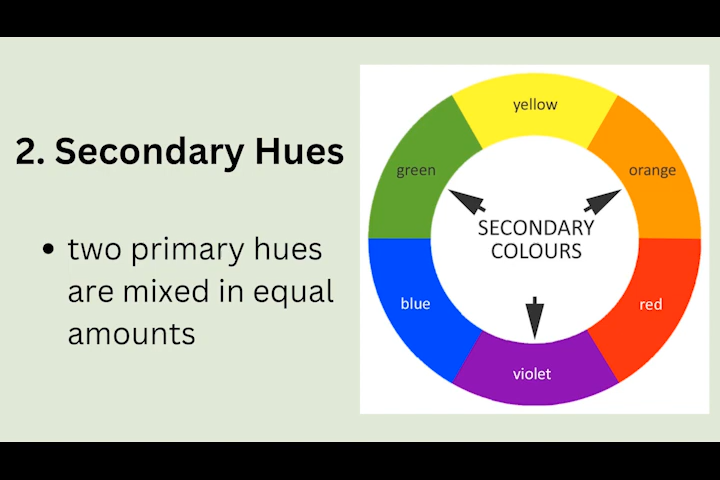 2. Secondary Hues
• two primary hues
are mixed in equal
amounts
yellow
green
orange
SECONDARY
COLOURS
blue
red
violet